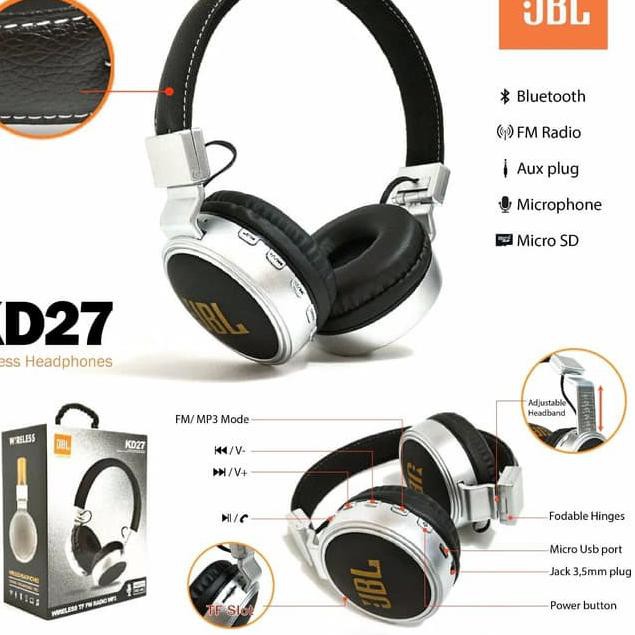 JBL
Bluetooth
FM Radio
Aux plug
Microphone
Micro SD
JBL
KD27
ess Headphones
FM/ MP3 Mode
/ V-
/ V+
/
Adjustable
Headband
WIRELESS
JBL
KD27
WIRELESS TF FM RADIO MP3
TF Slot
JBL
Fodable Hinges
Micro Usb port
Jack 3,5mm plug
Power button